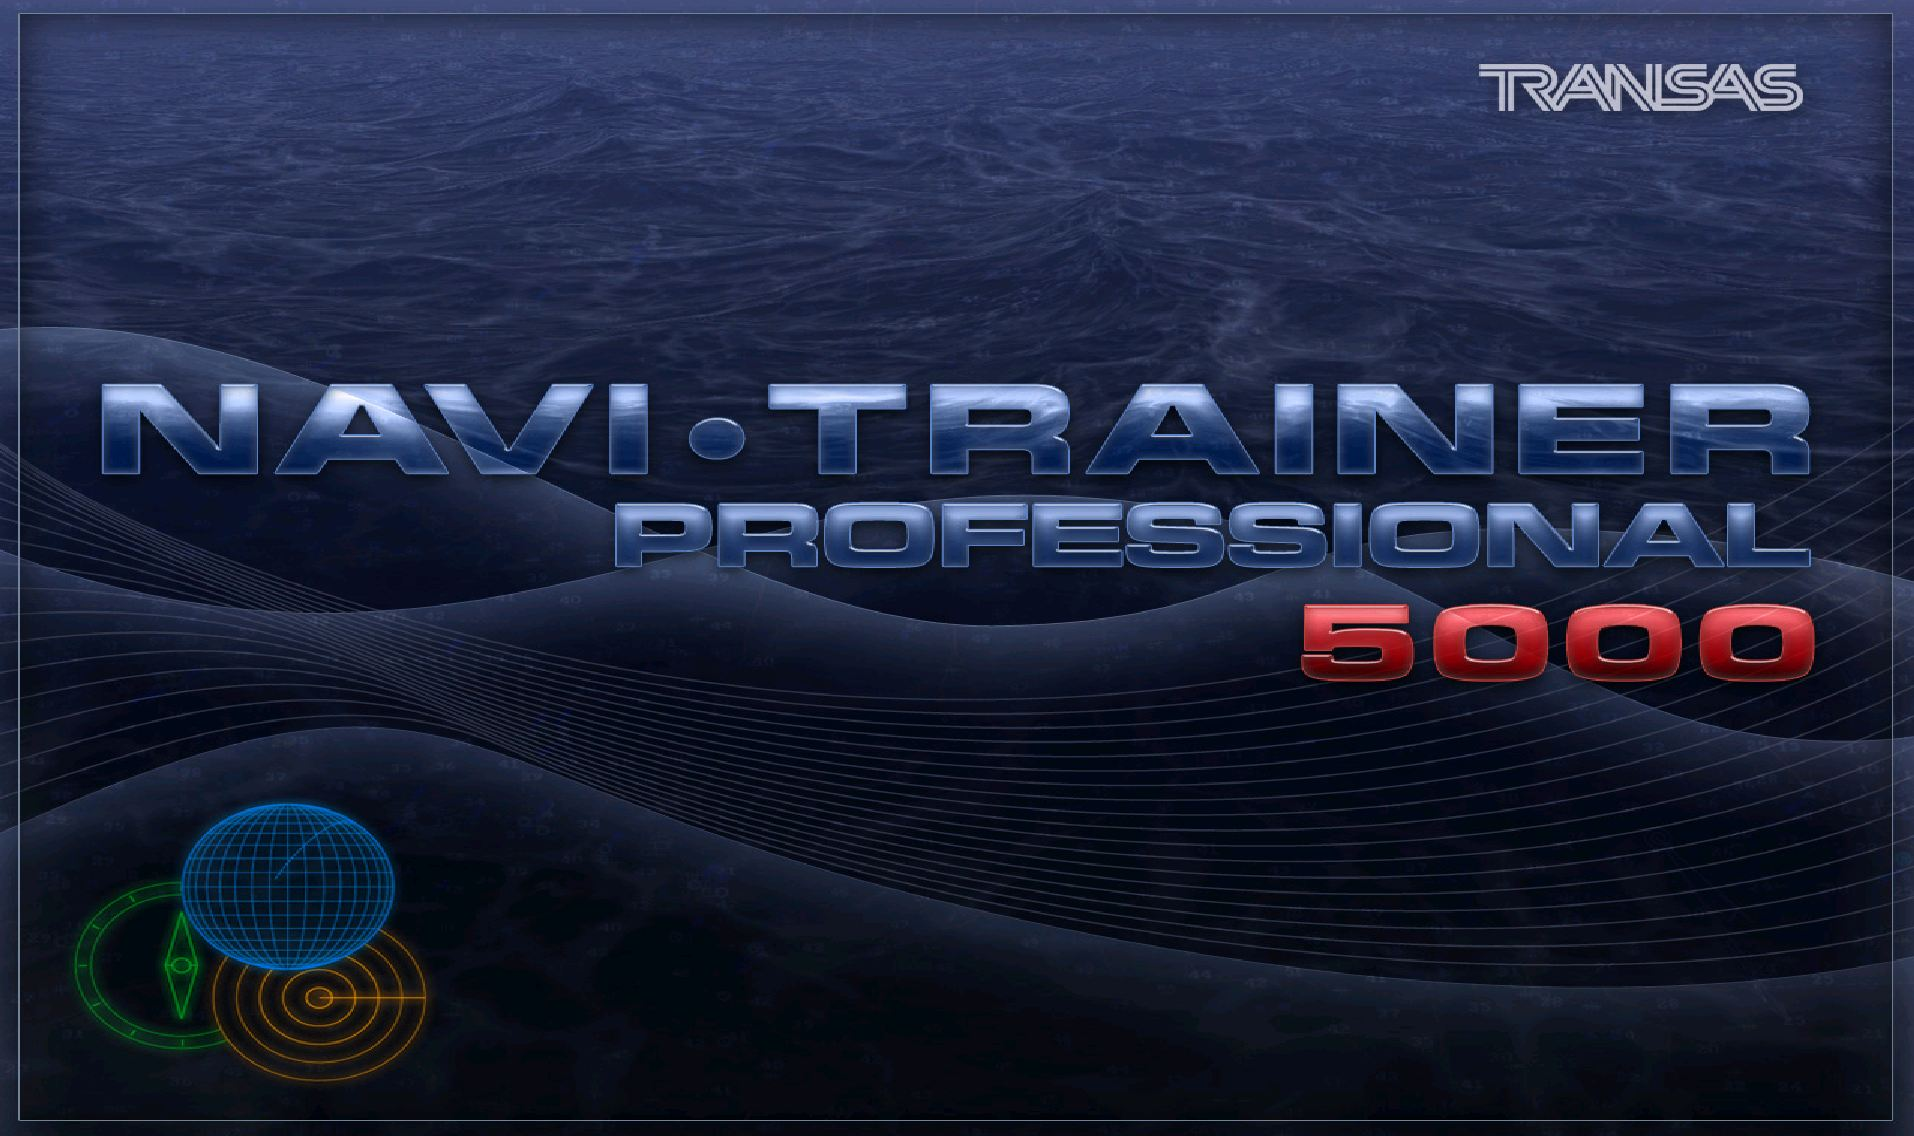 TRANSAS
NAVI•TRAINER
PROFESSIONAL
5000